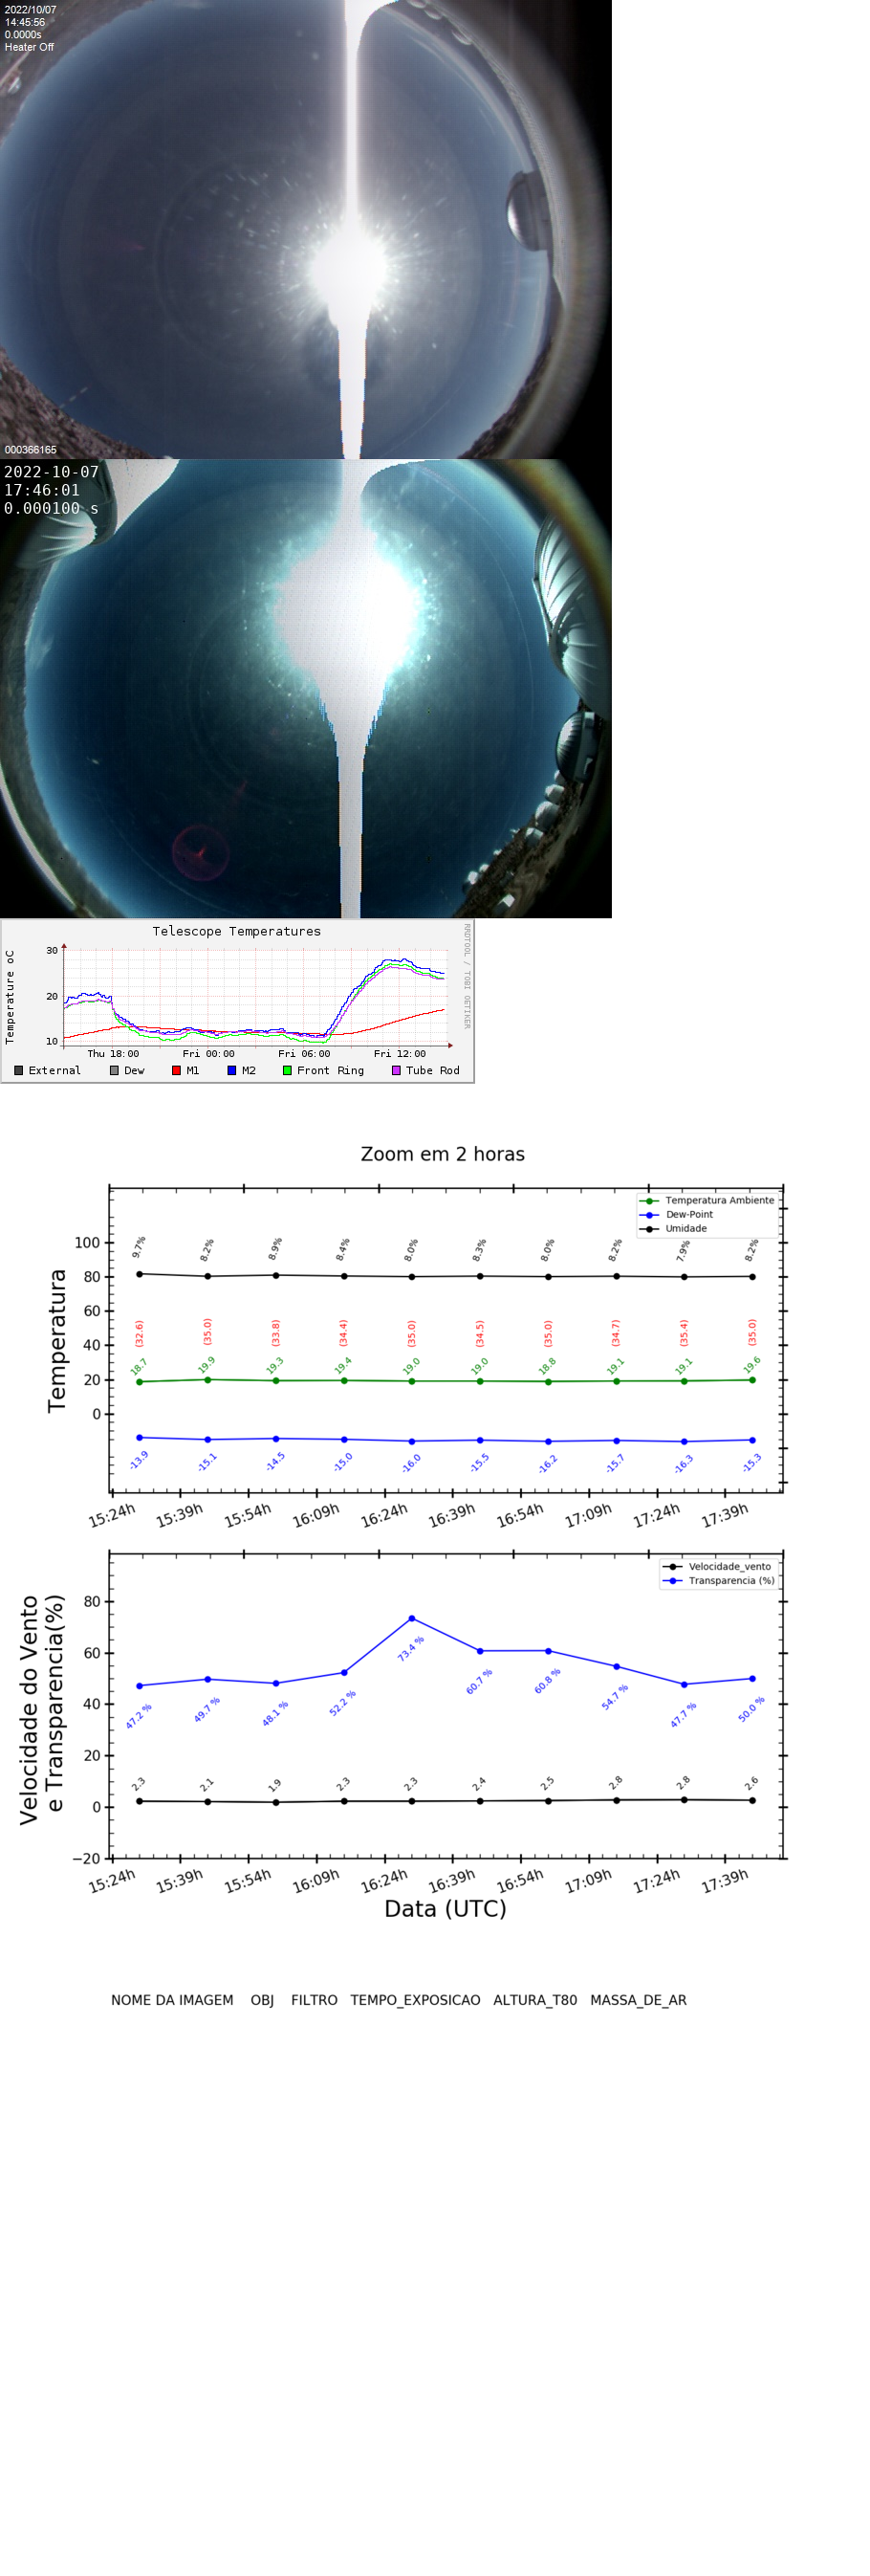 2022/10/07
14:45:56
0.0000s
Heater Off
000366165
2022-10-07
17:46:01
0.000100 s
Telescope Temperatures
RRDTOOL / TOBI OETIKER
Temperature oC
30
20
10
Thu 18:00 Fri 00:00 Fri 06:00 Fri 12:00
External Dew M1 M2 Front Ring Tube Rod
Zoom em 2 horas
Temperatura Ambiente
Dew-Point
Umidade
Temperatura
100
80
60
40
20
0
9.7% 8.2% 8.9% 8.4% 8.0% 8.3% 8.0% 8.2% 7.9% 8.2%
(32.6) (35.0) (33.8) (34.4) (35.0) (34.5) (35.0) (34.7) (35.4) (35.0)
18.7 19.9 19.3 19.4 19.0 19.0 18.8 19.1 19.1 19.6
-13.9 -15.1 -14.5 -15.0 -16.0 -15.5 -16.2 -15.7 -16.3 -15.3
15:24h 15:39h 15:54h 16:09h 16:24h 16:39h 16:54h 17:09h 17:24h 17:39h
Velocidade_vento
Transparencia (%)
Velocidade do Vento
e Transparencia(%)
80
60
40
20
0
−20
47.2 % 49.7 % 48.1 % 52.2 % 73.4 % 60.7 % 60.8 % 54.7 % 47.7 % 50.0 %
2.3 2.1 1.9 2.3 2.3 2.4 2.5 2.8 2.8 2.6
15:24h 15:39h 15:54h 16:09h 16:24h 16:39h 16:54h 17:09h 17:24h 17:39h
Data (UTC)
NOME DA IMAGEM OBJ FILTRO TEMPO_EXPOSICAO ALTURA_T80 MASSA_DE_AR